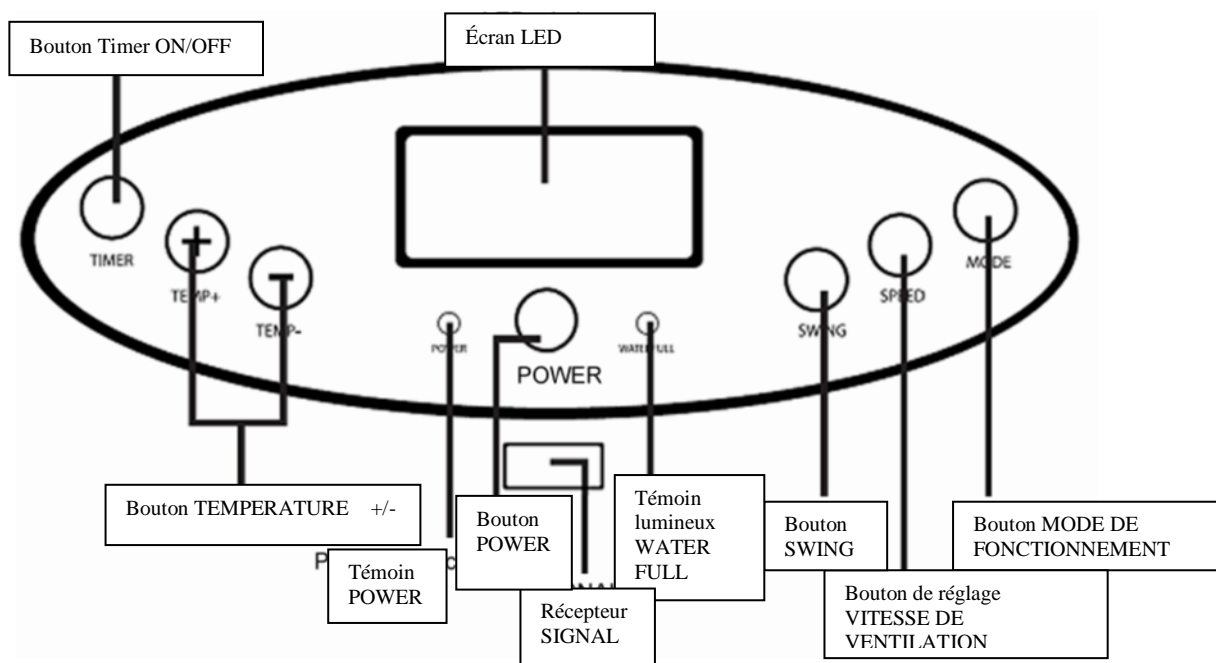 Bouton Timer ON/OFF
Écran LED
TIMER
TEMP+
TEMP-
POWER
POWER
WATER FULL
SWING
SPEED
MODE
Bouton TEMPERATURE +/-
Témoin
POWER
Bouton
POWER
Récepteur
SIGNAL
Témoin
lumineux
WATER
FULL
Bouton
SWING
Bouton de réglage
VITESSE DE
VENTILATION
Bouton MODE DE
FONCTIONNEMENT